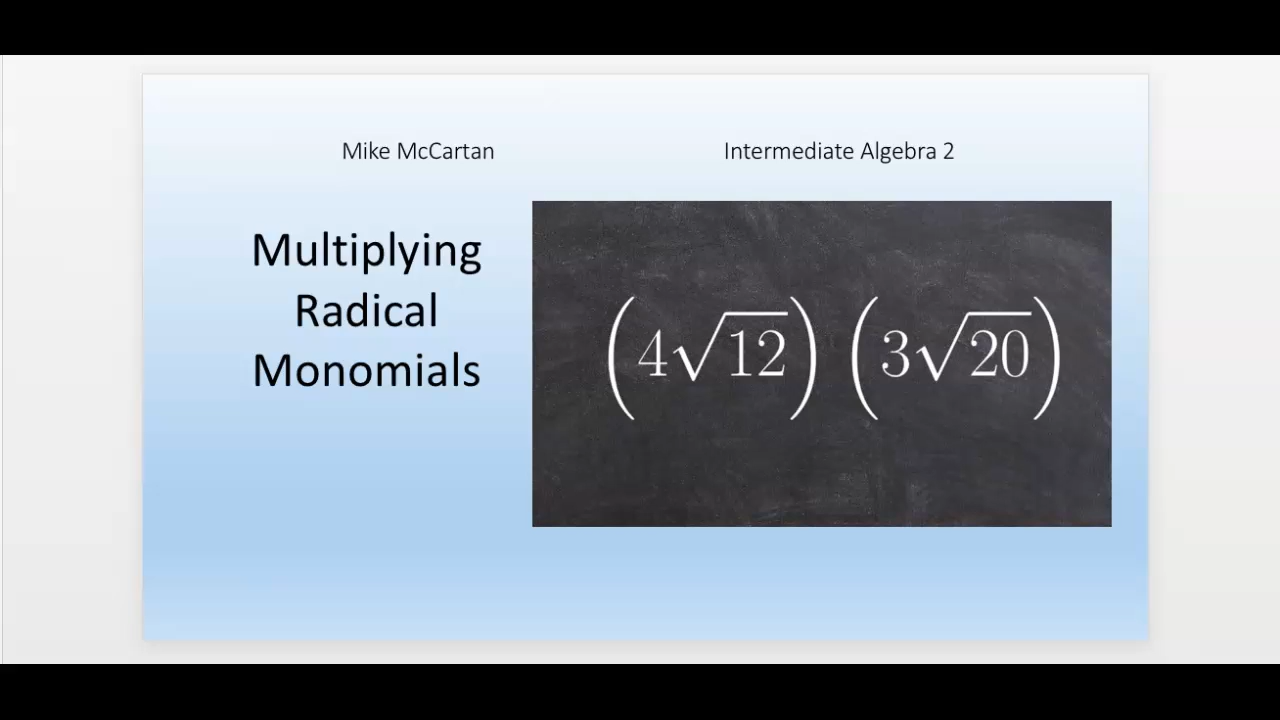 Mike McCartan
Intermediate Algebra 2
Multiplying
Radical
Monomials
(4√12) (3√20)